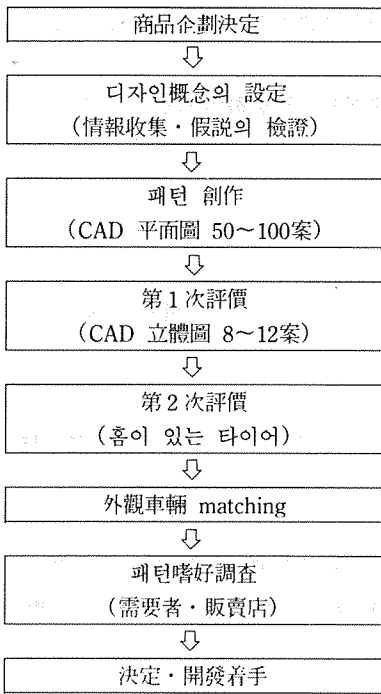 商品企劃決定
디자인概念의 設定
(情報收集·假説의 檢證)
패턴 創作
(CAD 平面圖 50～100案)
第1次評價
(CAD 立體圖 8～12案)
第2次評價
(홈이 있는 타이어)
外觀車輛 matching
패턴嗜好調査
(需要者·販賣店)
決定·開發着手